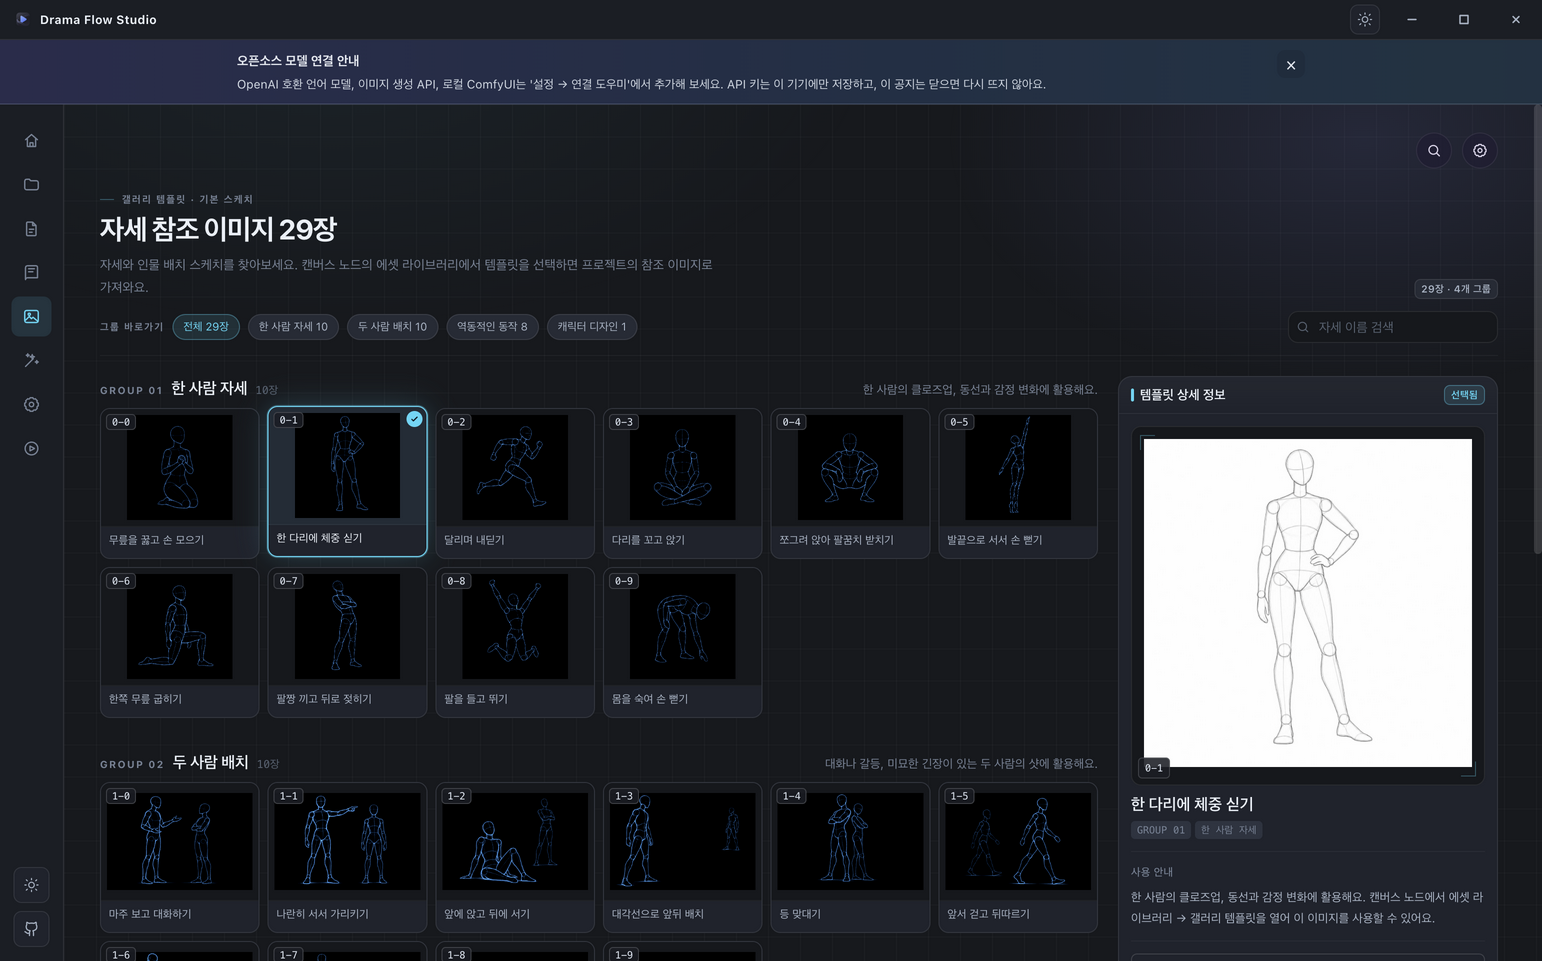 Drama Flow Studio
오픈소스 모델 연결 안내
OpenAI 호환 언어 모델, 이미지 생성 API, 로컬 ComfyUI는 '설정 → 연결 도우미'에서 추가해 보세요. API 키는 이 기기에만 저장하고, 이 공지는 닫으면 다시 뜨지 않아요.
갤러리 템플릿 · 기본 스케치
자세 참조 이미지 29장
자세와 인물 배치 스케치를 찾아보세요. 캔버스 노드의 에셋 라이브러리에서 템플릿을 선택하면 프로젝트의 참조 이미지로
가져와요.
29장 · 4개 그룹
그룹 바로가기 전체 29장 한 사람 자세 10 두 사람 배치 10 역동적인 동작 8 캐릭터 디자인 1
자세 이름 검색
GROUP 01 한 사람 자세 10장
한 사람의 클로즈업, 동선과 감정 변화에 활용해요.
0-0 0-1 0-2 0-3 0-4 0-5
무릎을 꿇고 손 모으기 한 다리에 체중 싣기 달리며 내딛기 다리를 꼬고 앉기 쪼그려 앉아 팔꿈치 받치기 발끝으로 서서 손 뻗기
0-6 0-7 0-8 0-9
한쪽 무릎 굽히기 팔짱 끼고 뒤로 젖히기 팔을 들고 뛰기 몸을 숙여 손 뻗기
GROUP 02 두 사람 배치 10장
대화나 갈등, 미묘한 긴장이 있는 두 사람의 샷에 활용해요.
1-0 1-1 1-2 1-3 1-4 1-5
마주 보고 대화하기 나란히 서서 가리키기 앞에 앉고 뒤에 서기 대각선으로 앞뒤 배치 등 맞대기 앞서 걷고 뒤따르기
1-6 1-7 1-8 1-9
템플릿 상세 정보 선택됨
0-1
한 다리에 체중 싣기
GROUP 01 한 사람 자세
사용 안내
한 사람의 클로즈업, 동선과 감정 변화에 활용해요. 캔버스 노드에서 에셋 라
이브러리 → 갤러리 템플릿을 열어 이 이미지를 사용할 수 있어요.